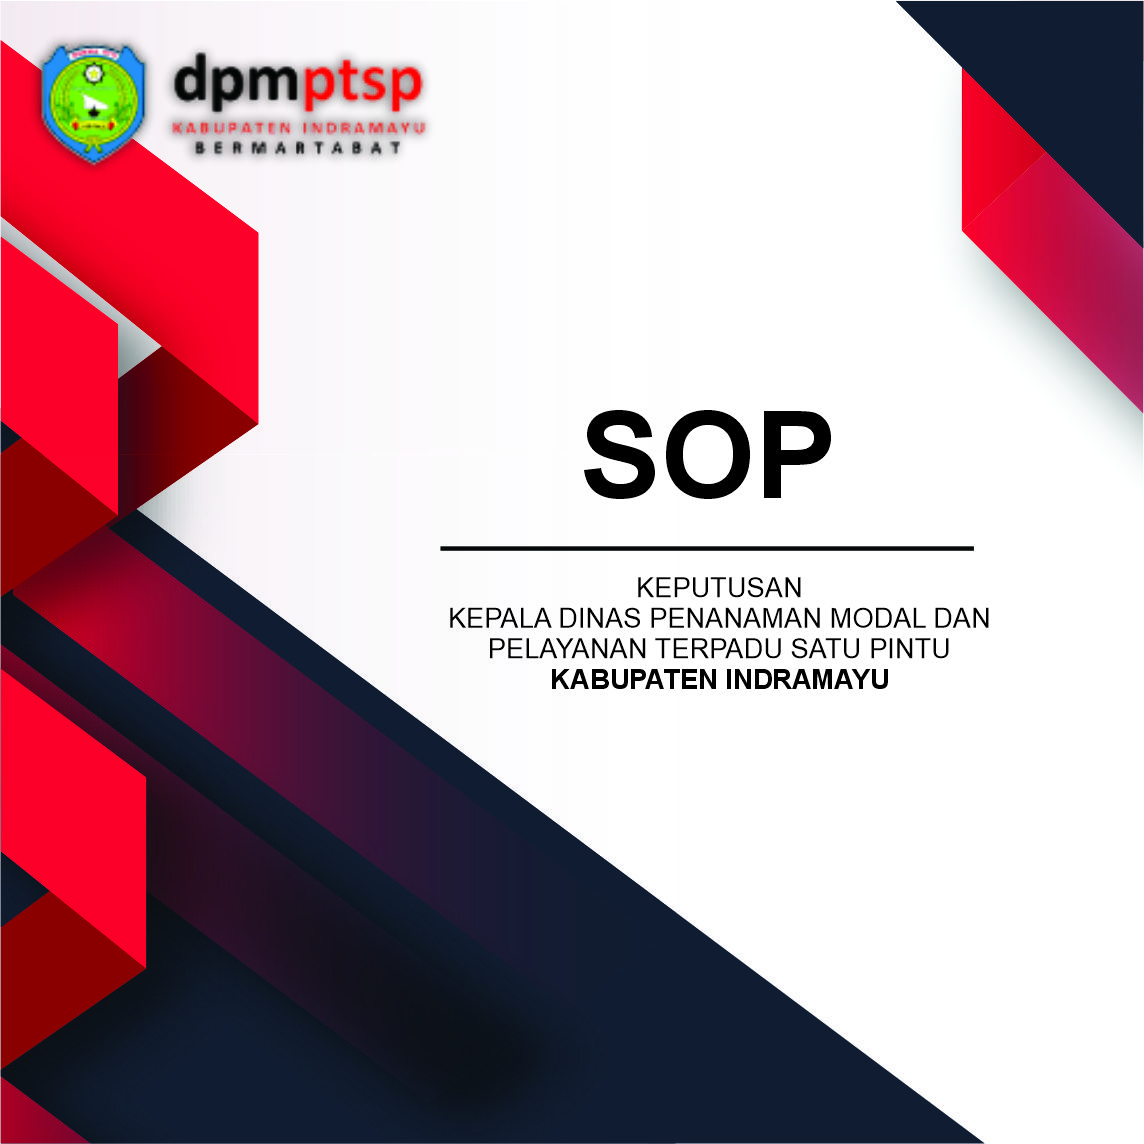 dpmptsp
KABUPATEN INDRAMAYU
BERMARTABAT
SOP
KEPUTUSAN
KEPALA DINAS PENANAMAN MODAL DAN
PELAYANAN TERPADU SATU PINTU
KABUPATEN INDRAMAYU